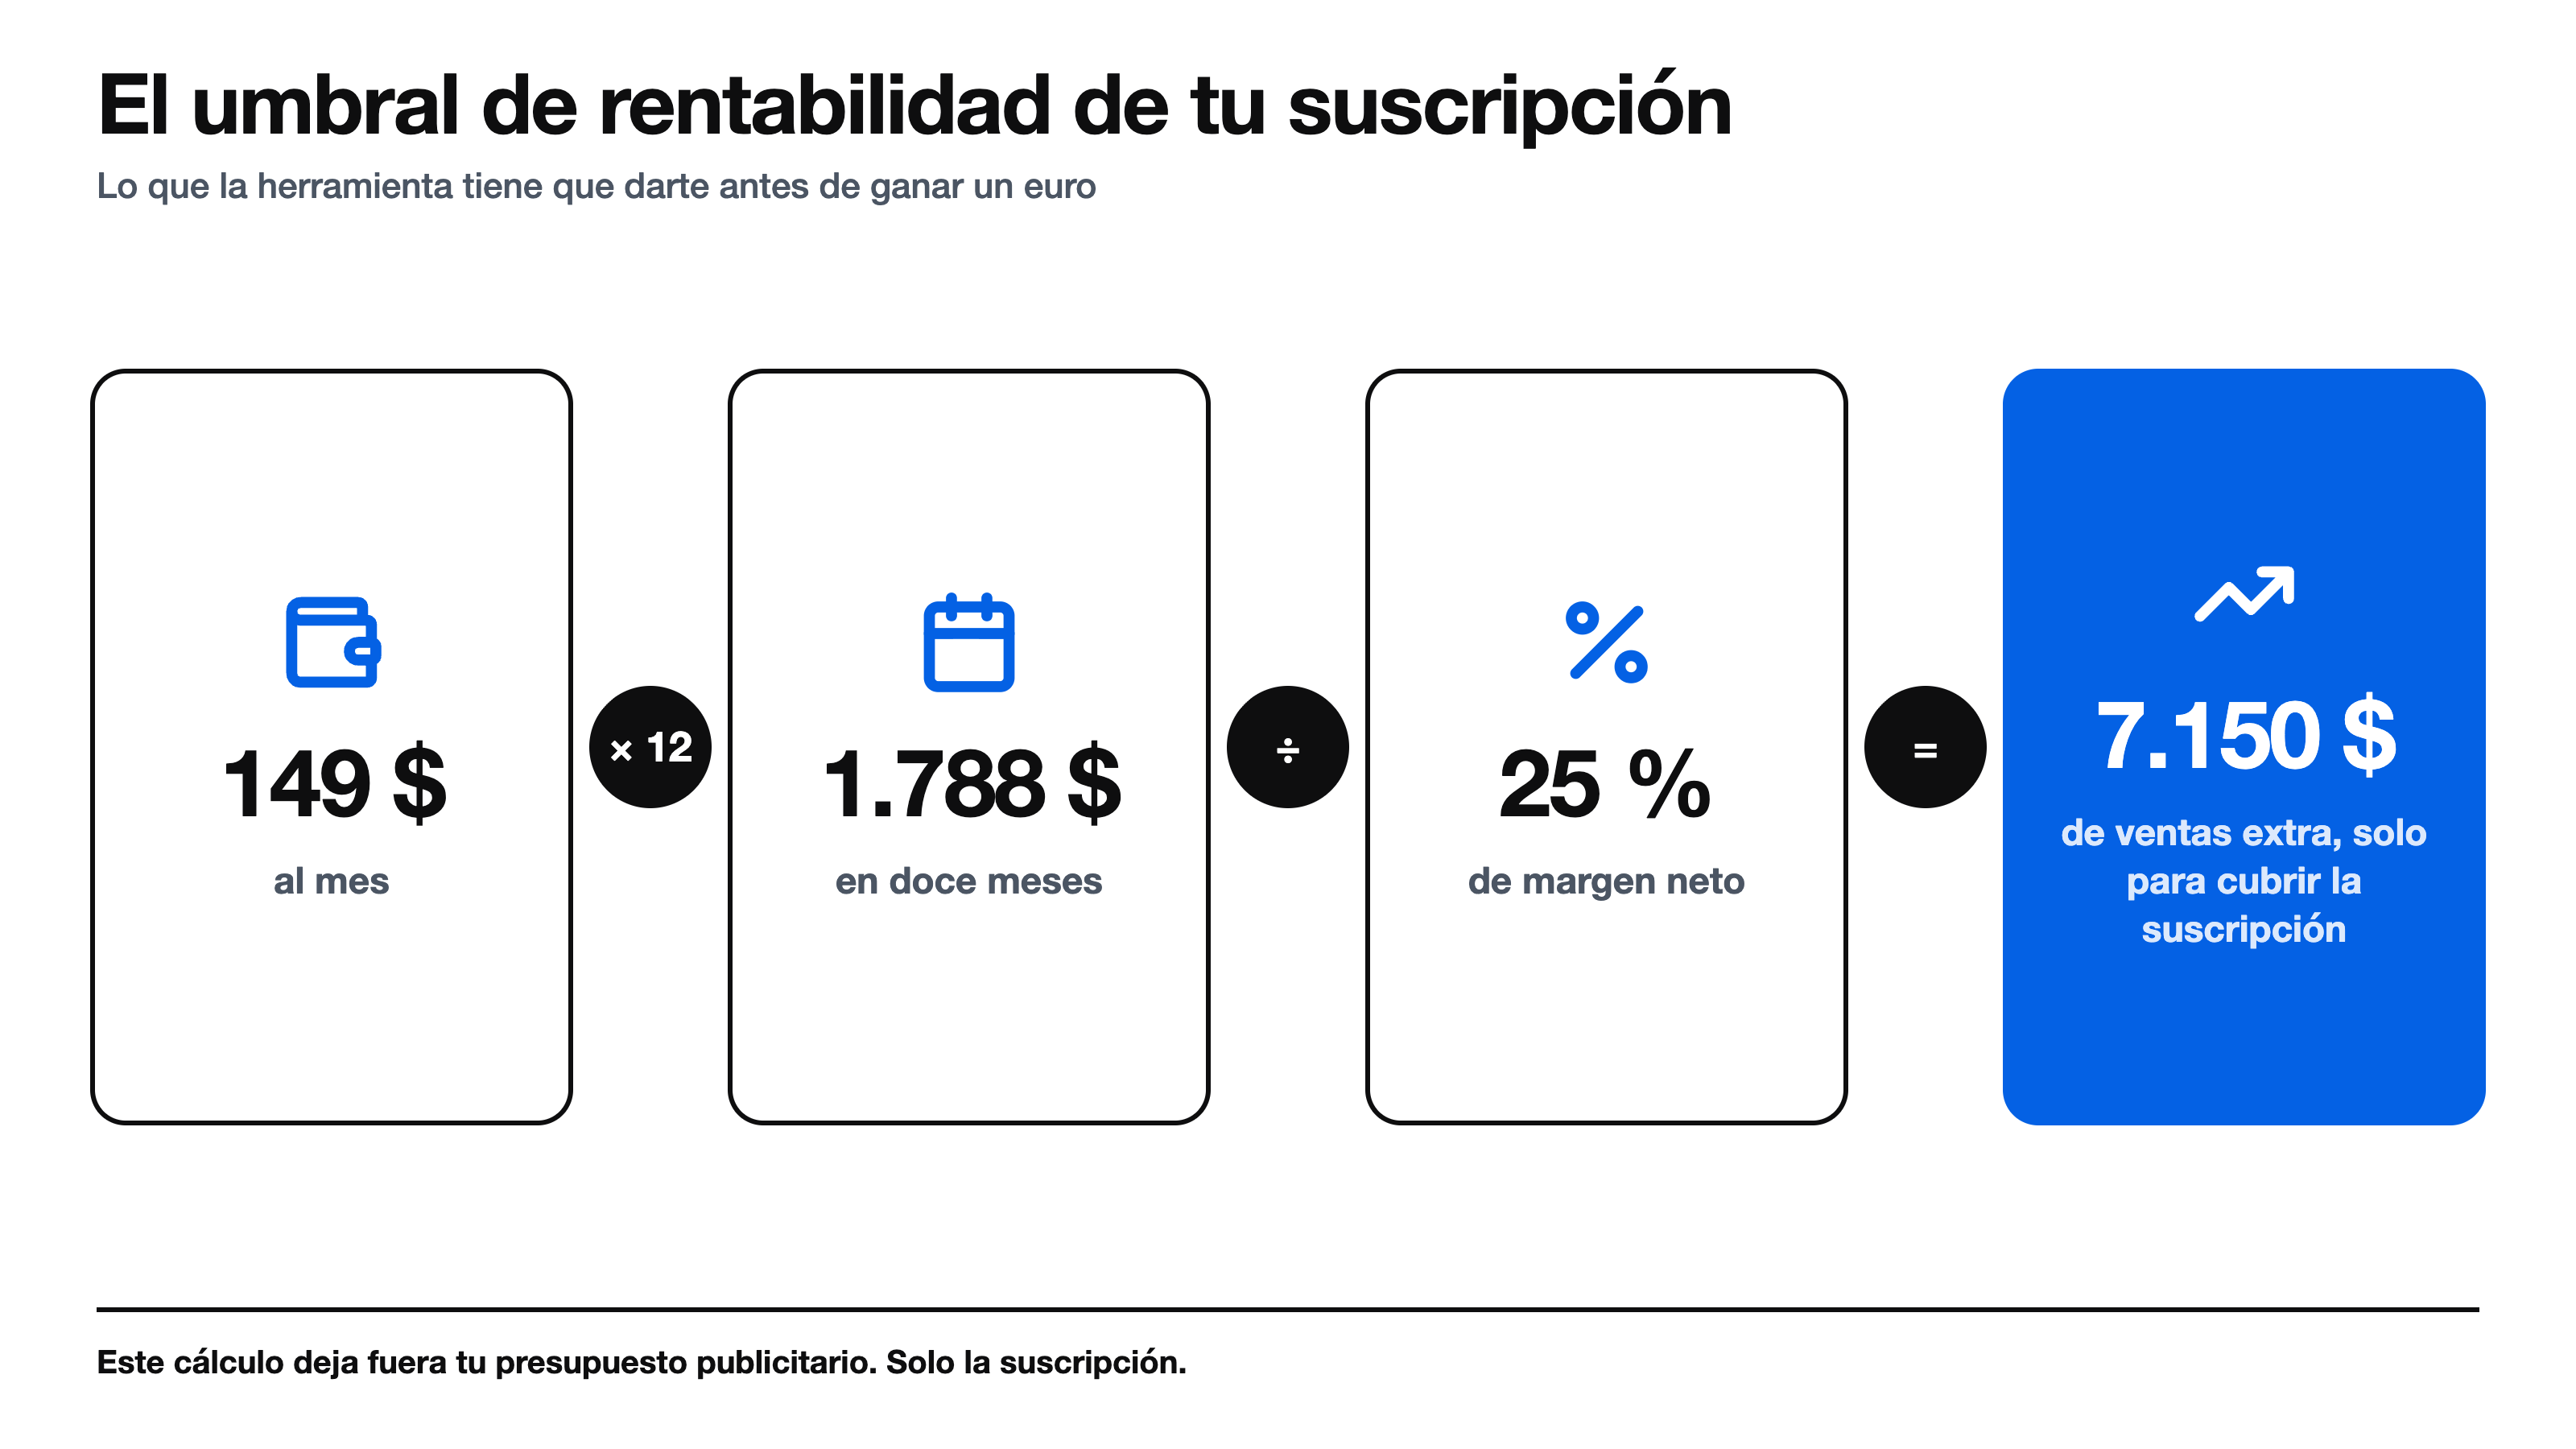 El umbral de rentabilidad de tu suscripción
Lo que la herramienta tiene que darte antes de ganar un euro
149 $
al mes
× 12
1.788 $
en doce meses
÷
25 %
de margen neto
=
7.150 $
de ventas extra, solo
para cubrir la
suscripción
Este cálculo deja fuera tu presupuesto publicitario. Solo la suscripción.